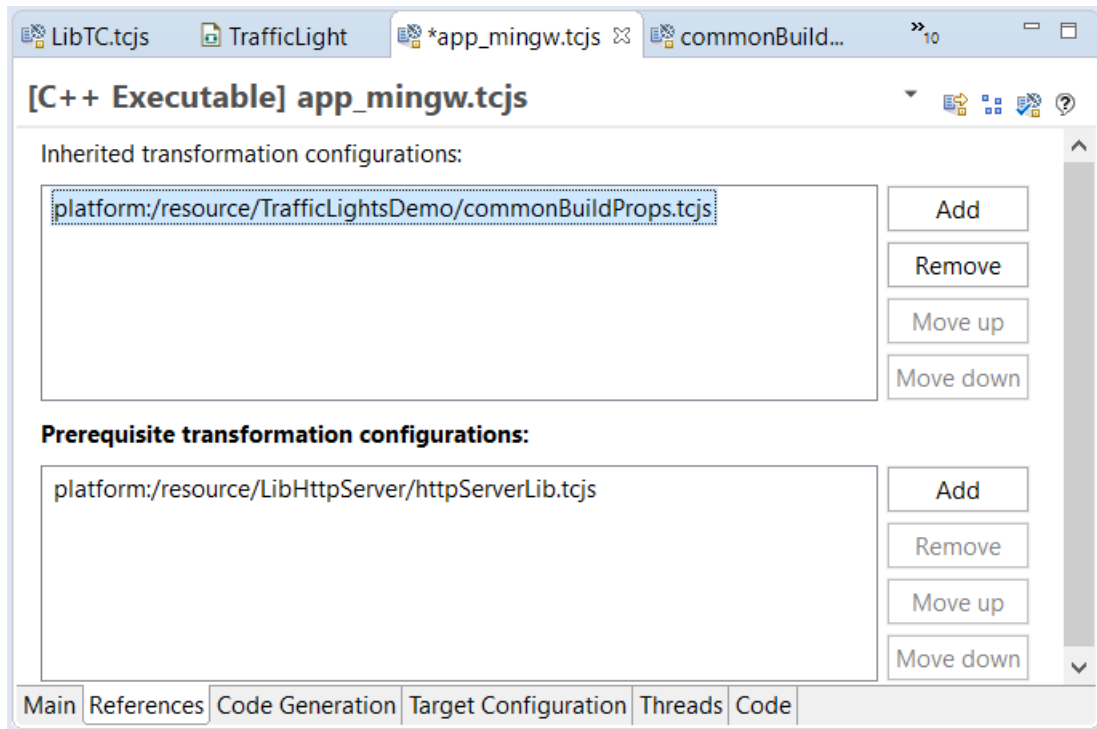 LibTC.tcjs TrafficLight *app_mingw.tcjs commonBuild... »10
[C++ Executable] app_mingw.tcjs
Inherited transformation configurations:
platform:/resource/TrafficLightsDemo/commonBuildProps.tcjs
Add
Remove
Move up
Move down
Prerequisite transformation configurations:
platform:/resource/LibHttpServer/httpServerLib.tcjs
Add
Remove
Move up
Move down
Main References Code Generation Target Configuration Threads Code